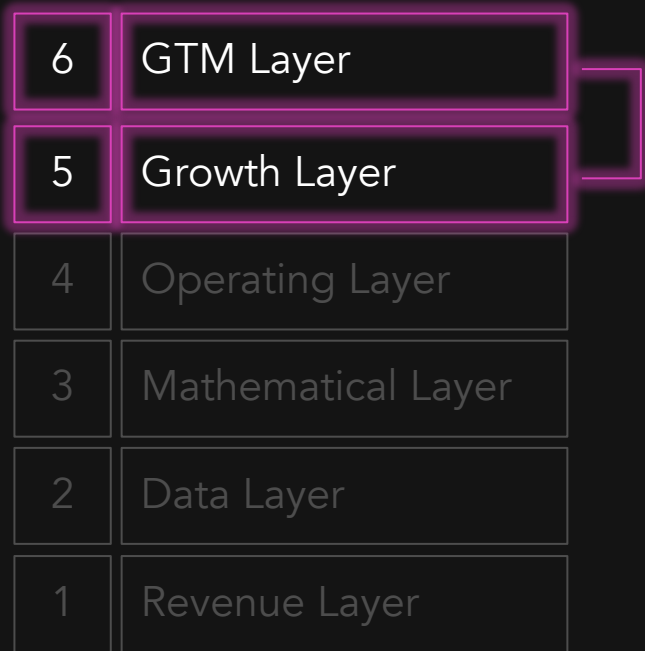 6 GTM Layer
5 Growth Layer
4 Operating Layer
3 Mathematical Layer
2 Data Layer
1 Revenue Layer